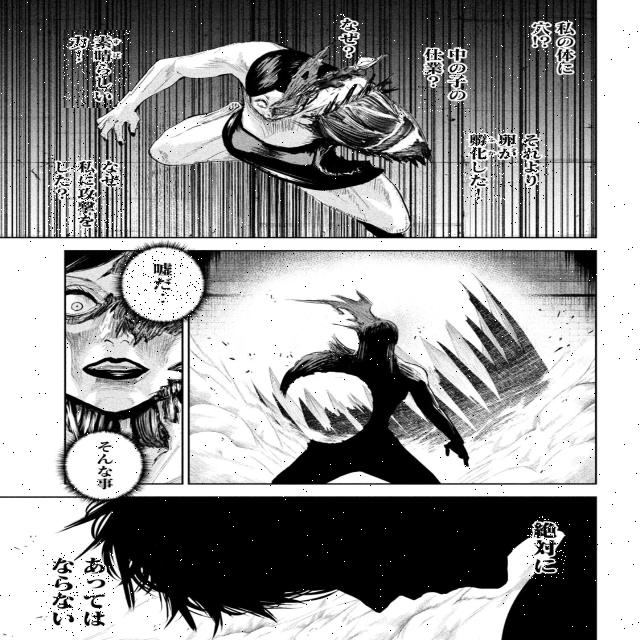 私の体に
穴!?
中の子の
仕業?
なぜ?
それより
卵が
孵化した!
素晴らしい
力!
なぜ
私に攻撃を
した?
嘘だ…
そんな事
絶対に
あっては
ならない